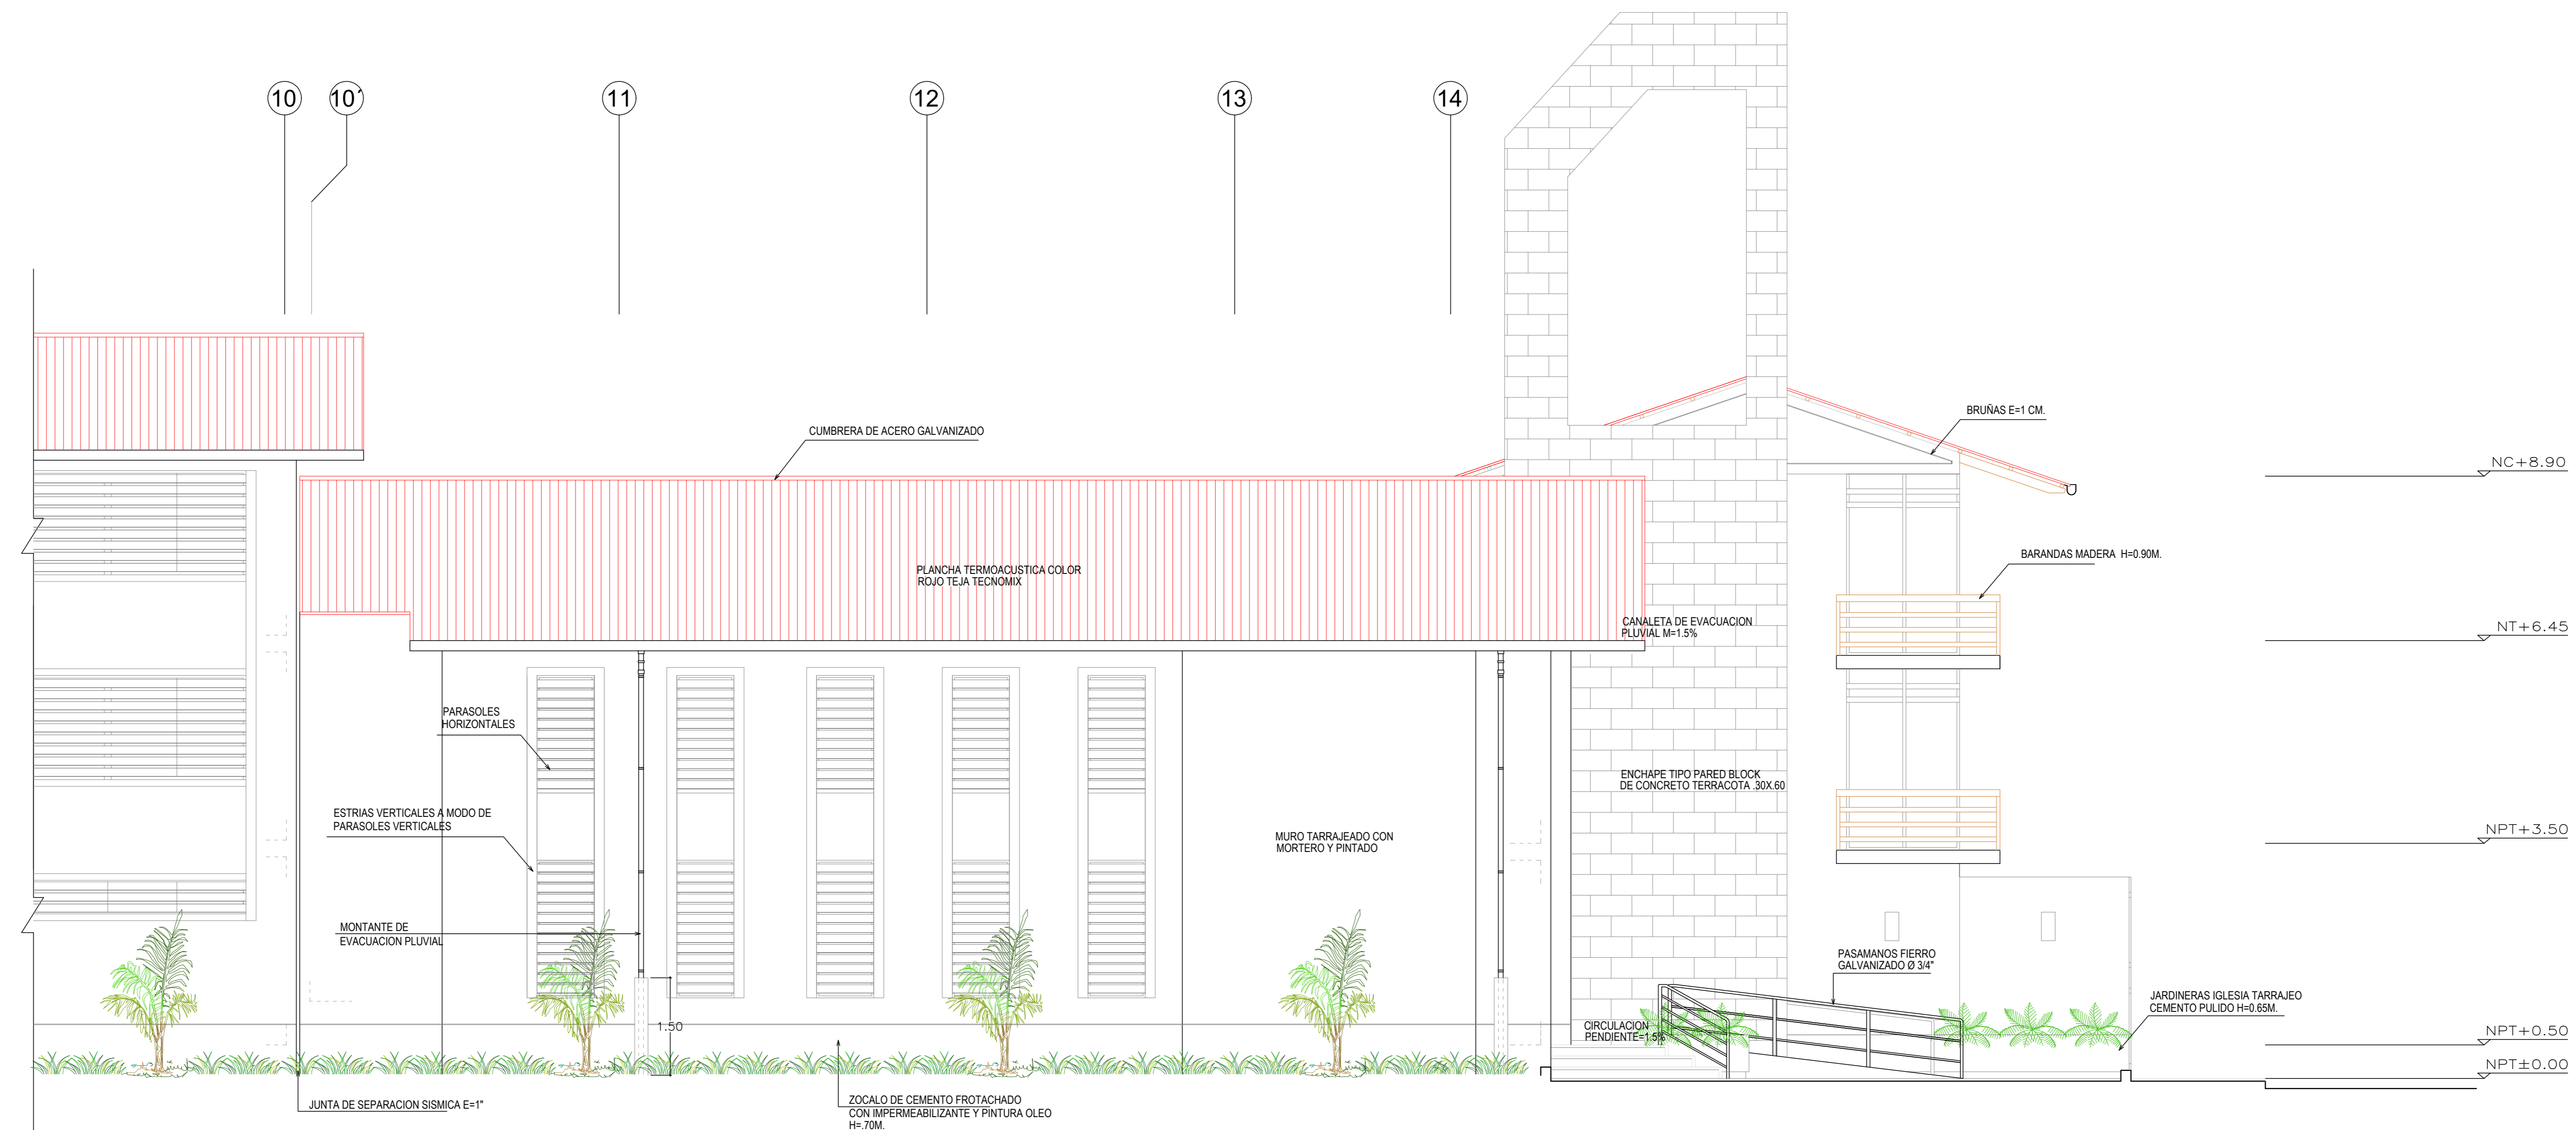 10
10´
11
12
13
14
CUMBRERA DE ACERO GALVANIZADO
BRUÑAS E=1 CM.
NC+8.90
BARANDAS MADERA H=0.90M.
PLANCHA TERMOACUSTICA COLOR
ROJO TEJA TECNOMIX
CANALETA DE EVACUACION
PLUVIAL M=1.5%
NT+6.45
PARASOLES
HORIZONTALES
ENCHAPE TIPO PARED BLOCK
DE CONCRETO TERRACOTA .30X.60
ESTRIAS VERTICALES A MODO DE
PARASOLES VERTICALES
MURO TARRAJEADO CON
MORTERO Y PINTADO
NPT+3.50
MONTANTE DE
EVACUACION PLUVIAL
PASAMANOS FIERRO
GALVANIZADO Ø 3/4"
JARDINERAS IGLESIA TARRAJEO
CEMENTO PULIDO H=0.65M.
1.50
CIRCULACION
PENDIENTE=1.5%
NPT+0.50
NPT±0.00
JUNTA DE SEPARACION SISMICA E=1"
ZOCALO DE CEMENTO FROTACHADO
CON IMPERMEABILIZANTE Y PINTURA OLEO
H=.70M.